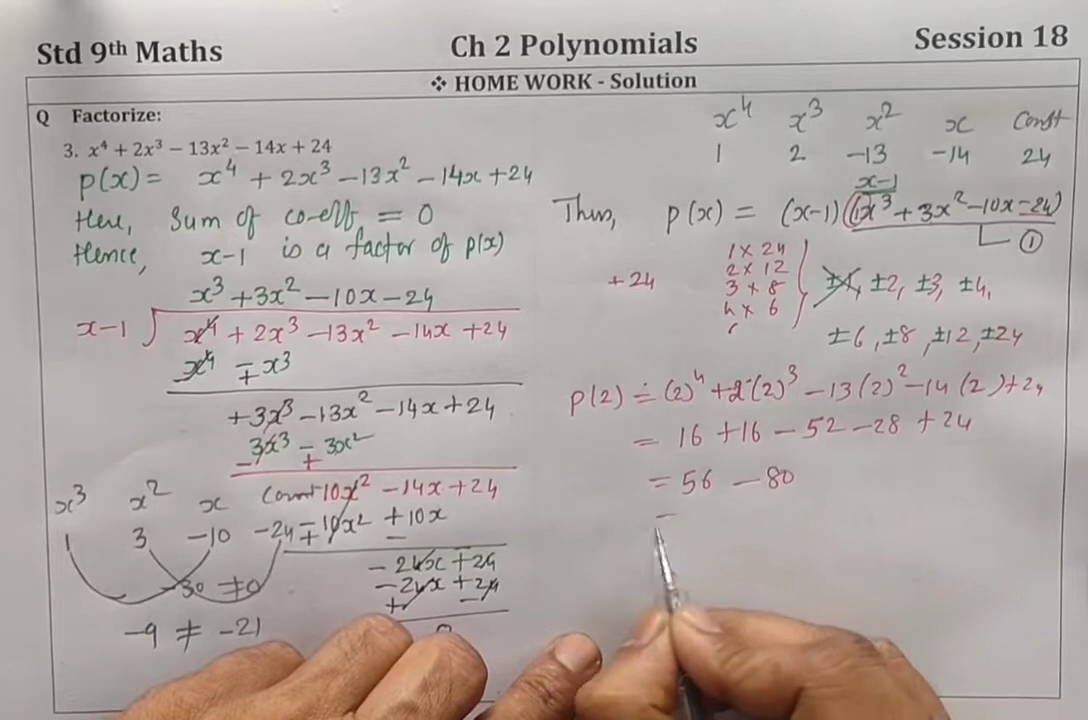 Std 9th Maths
Ch 2 Polynomials
Session 18
❖ HOME WORK - Solution
Q Factorize:
3. x⁴ + 2x³ − 13x² − 14x + 24
p(x) = x⁴ + 2x³ − 13x² − 14x + 24
Here, Sum of co-eff = 0
Hence, x−1 is a factor of p(x)
x³ + 3x² − 10x − 24
x−1 ) x⁴ + 2x³ − 13x² − 14x + 24
x⁴ ∓ x³
+3x³ − 13x² − 14x + 24
3x³ − 3x²
− +
10x² − 14x + 24
− 10x² + 10x
+ −
− 24x + 24
− 24x + 24
+ −
0
x³ x² x Const
1 3 −10 −24
−30 ≠ 0
−9 ≠ −21
x⁴ x³ x² x Const
1 2 −13 −14 24
x−1
Thus, p(x) = (x−1) (1x³ + 3x² − 10x − 24)
①
+24
1 × 24
2 × 12
3 × 8
4 × 6
±1, ±2, ±3, ±4,
±6, ±8, ±12, ±24
p(2) = (2)⁴ + 2(2)³ − 13(2)² − 14(2) + 24
= 16 + 16 − 52 − 28 + 24
= 56 − 80